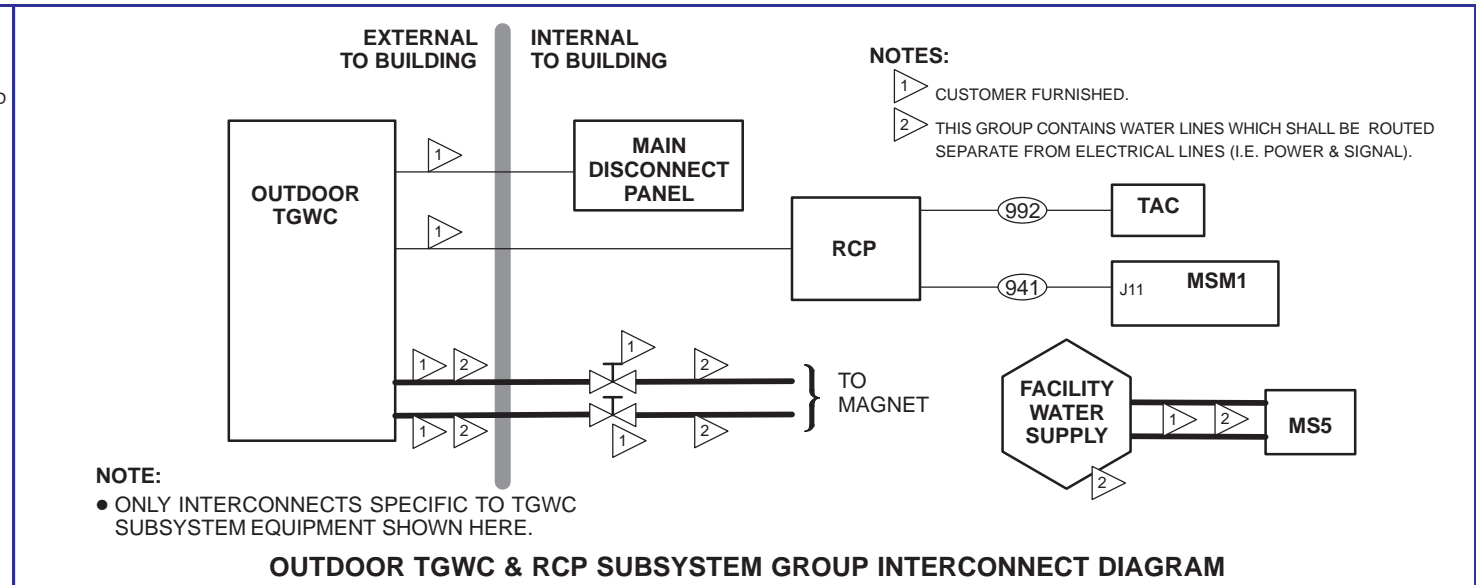 EXTERNAL
TO BUILDING
INTERNAL
TO BUILDING
NOTES:
1 CUSTOMER FURNISHED.
2 THIS GROUP CONTAINS WATER LINES WHICH SHALL BE ROUTED
SEPARATE FROM ELECTRICAL LINES (I.E. POWER & SIGNAL).
OUTDOOR
TGWC
1
MAIN
DISCONNECT
PANEL
1
RCP
992
TAC
941
J11 MSM1
1 2
1
2
1 2
1
2
TO
MAGNET
FACILITY
WATER
SUPPLY
2
1 2
MS5
NOTE:
● ONLY INTERCONNECTS SPECIFIC TO TGWC
SUBSYSTEM EQUIPMENT SHOWN HERE.
OUTDOOR TGWC & RCP SUBSYSTEM GROUP INTERCONNECT DIAGRAM